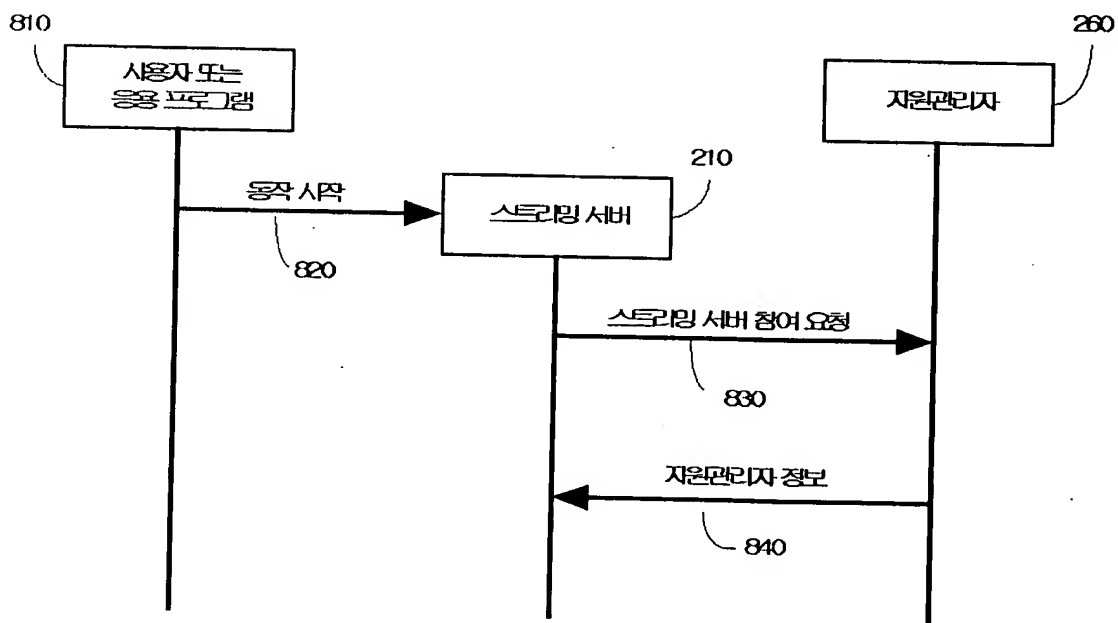 810
사용자 또는
응용 프로그램
260
자원관리자
210
동작 시작
스트리밍 서버
820
스트리밍 서버 참여 요청
830
자원관리자 정보
840